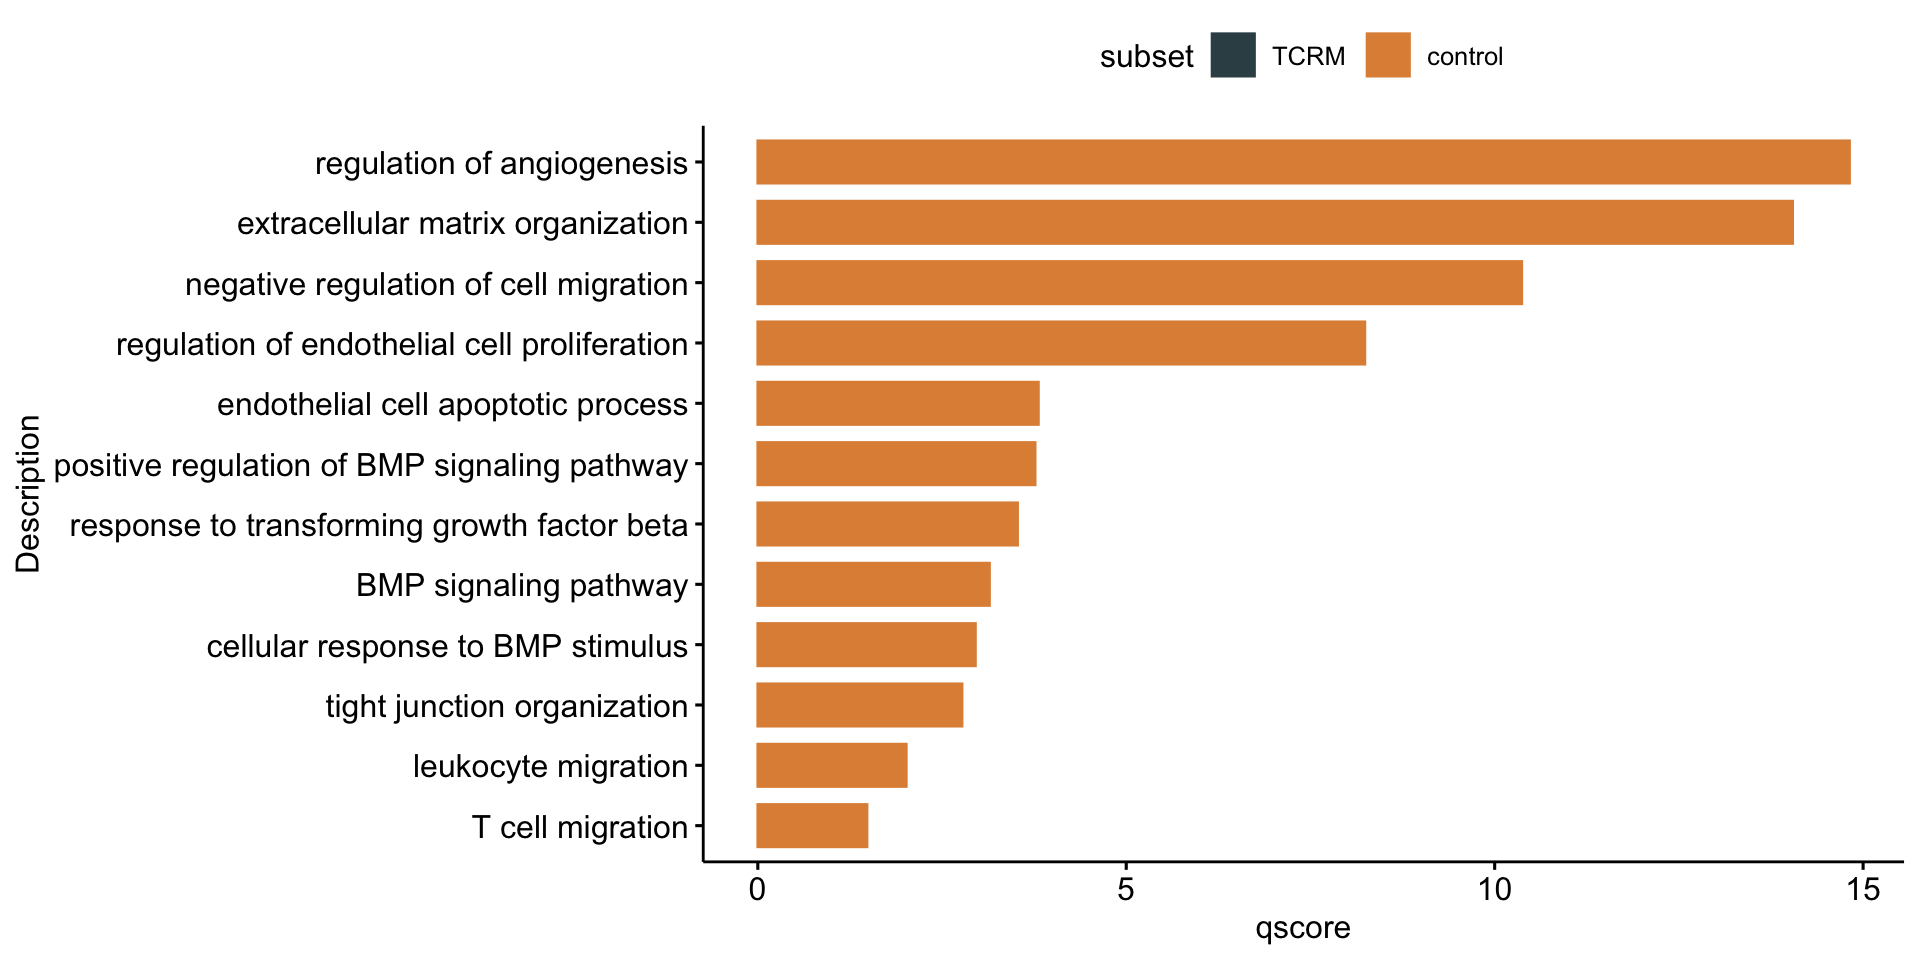 subset TCRM control
regulation of angiogenesis
extracellular matrix organization
negative regulation of cell migration
regulation of endothelial cell proliferation
endothelial cell apoptotic process
positive regulation of BMP signaling pathway
response to transforming growth factor beta
BMP signaling pathway
cellular response to BMP stimulus
tight junction organization
leukocyte migration
T cell migration
Description
0 5 10 15
qscore